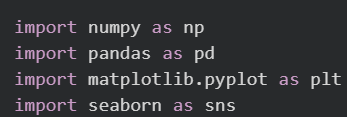 import numpy as np
import pandas as pd
import matplotlib.pyplot as plt
import seaborn as sns